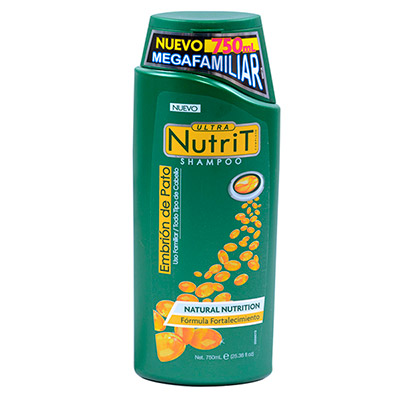 NUEVO 750mL
MEGAFAMILIAR
NUEVO
ULTRA
NutriT
SHAMPOO
Embrión de Pato
Uso Familiar / Todo Tipo de Cabello
NATURAL NUTRITION
Fórmula Fortalecimiento
Net. 750mL e (25.36 fl oz)